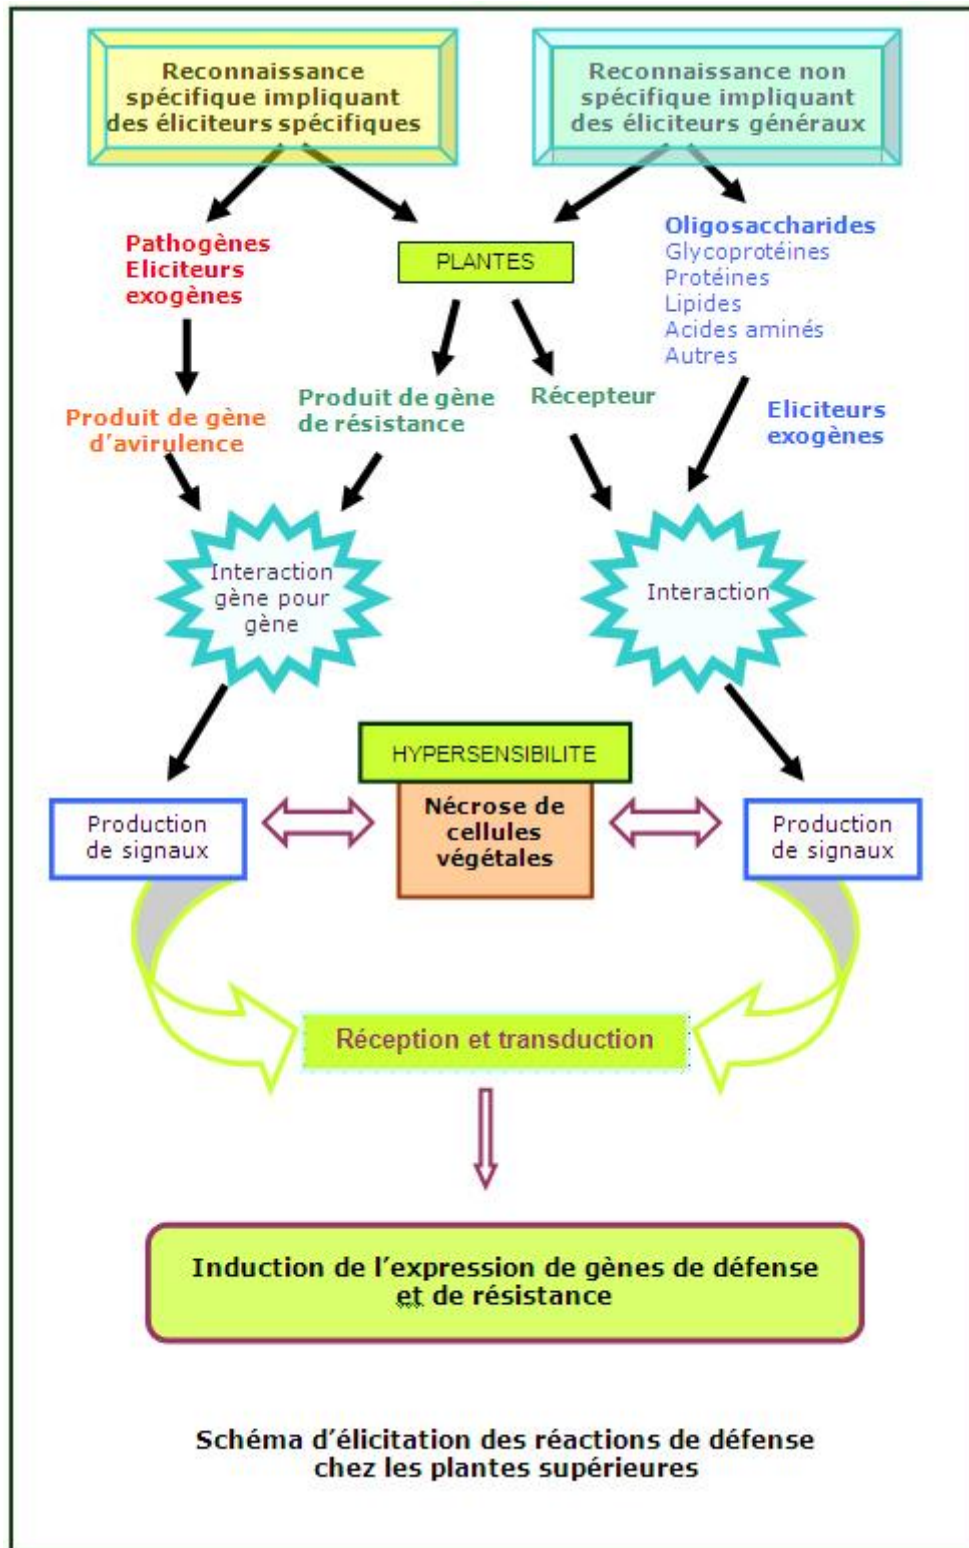 Reconnaissance
spécifique impliquant
des éliciteurs spécifiques
Reconnaissance non
spécifique impliquant
des éliciteurs généraux
Pathogènes
Eliciteurs
exogènes
PLANTES
Oligosaccharides
Glycoprotéines
Protéines
Lipides
Acides aminés
Autres
Produit de gène
d'avirulence
Produit de gène
de résistance
Récepteur
Eliciteurs
exogènes
Interaction
gène pour
gène
Interaction
HYPERSENSIBILITE
Nécrose de
cellules
végétales
Production
de signaux
Production
de signaux
Réception et transduction
Induction de l'expression de gènes de défense
et de résistance
Schéma d'élicitation des réactions de défense
chez les plantes supérieures